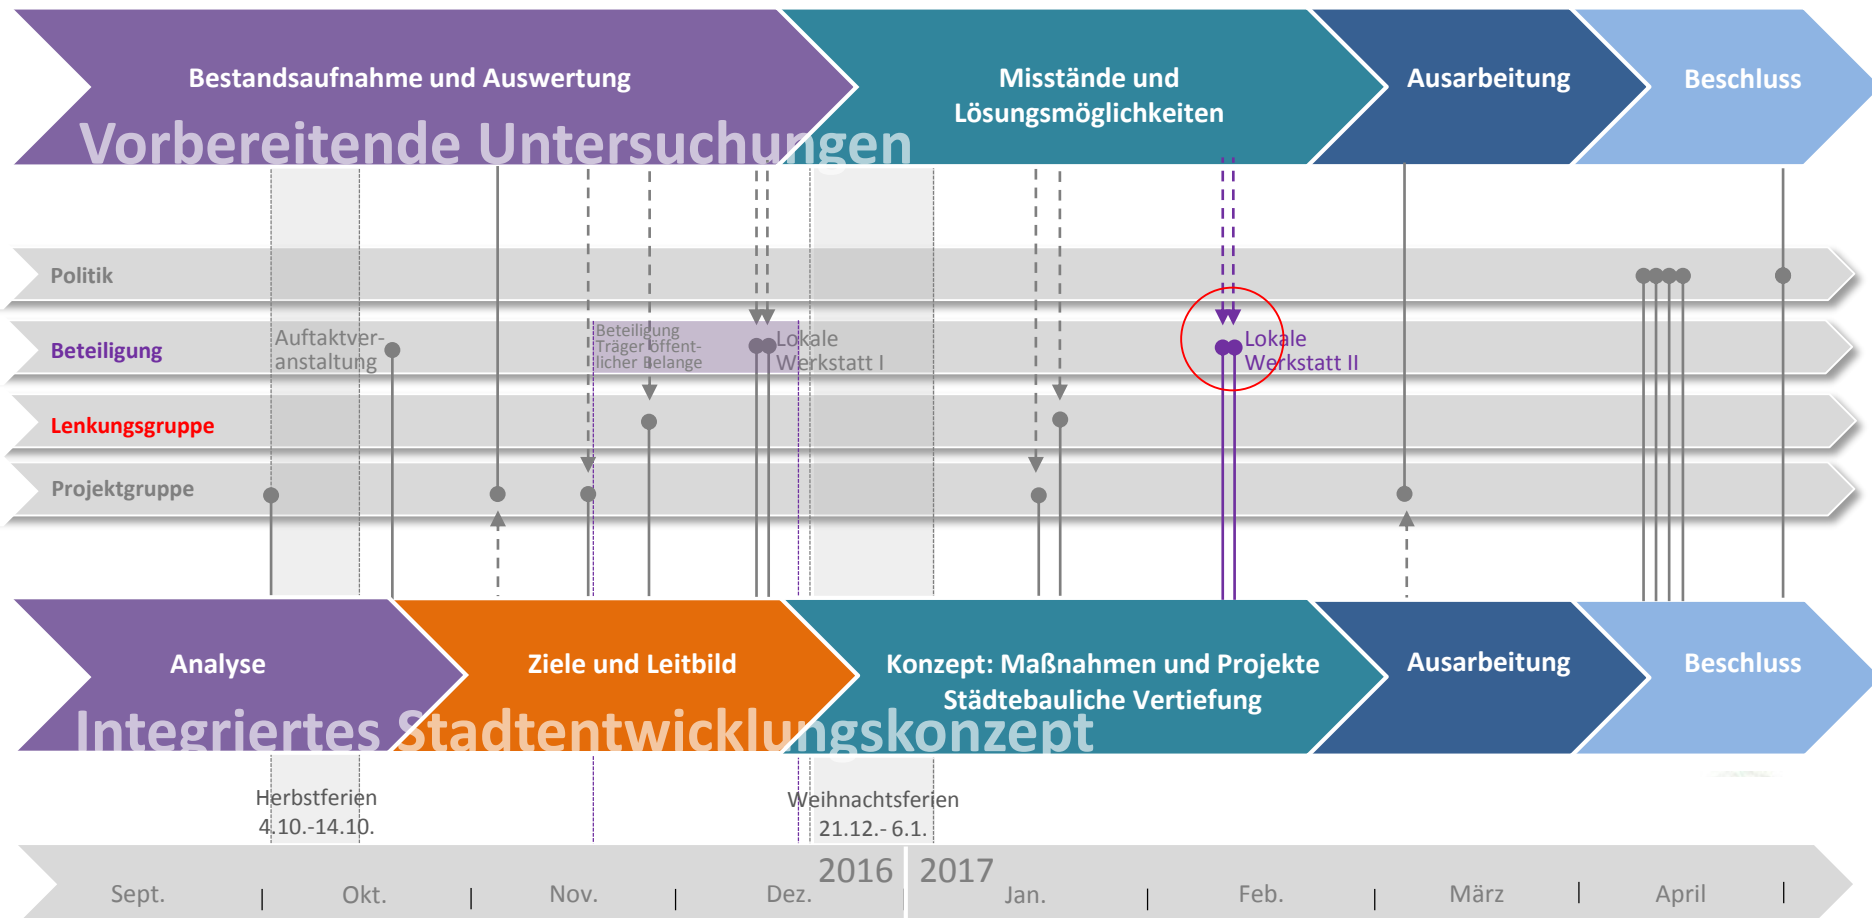 Bestandsaufnahme und Auswertung
Misstände und
Lösungsmöglichkeiten
Ausarbeitung
Beschluss
Vorbereitende Untersuchungen
Politik
Beteiligung
Auftaktver-
anstaltung
Beteiligung
Träger öffent-
licher Belange
Lokale
Werkstatt I
Lokale
Werkstatt II
Lenkungsgruppe
Projektgruppe
Analyse
Ziele und Leitbild
Konzept: Maßnahmen und Projekte
Städtebauliche Vertiefung
Ausarbeitung
Beschluss
Integriertes Stadtentwicklungskonzept
Herbstferien
4.10.-14.10.
Weihnachtsferien
21.12.- 6.1.
2016 2017
Sept. Okt. Nov. Dez. Jan. Feb. März April